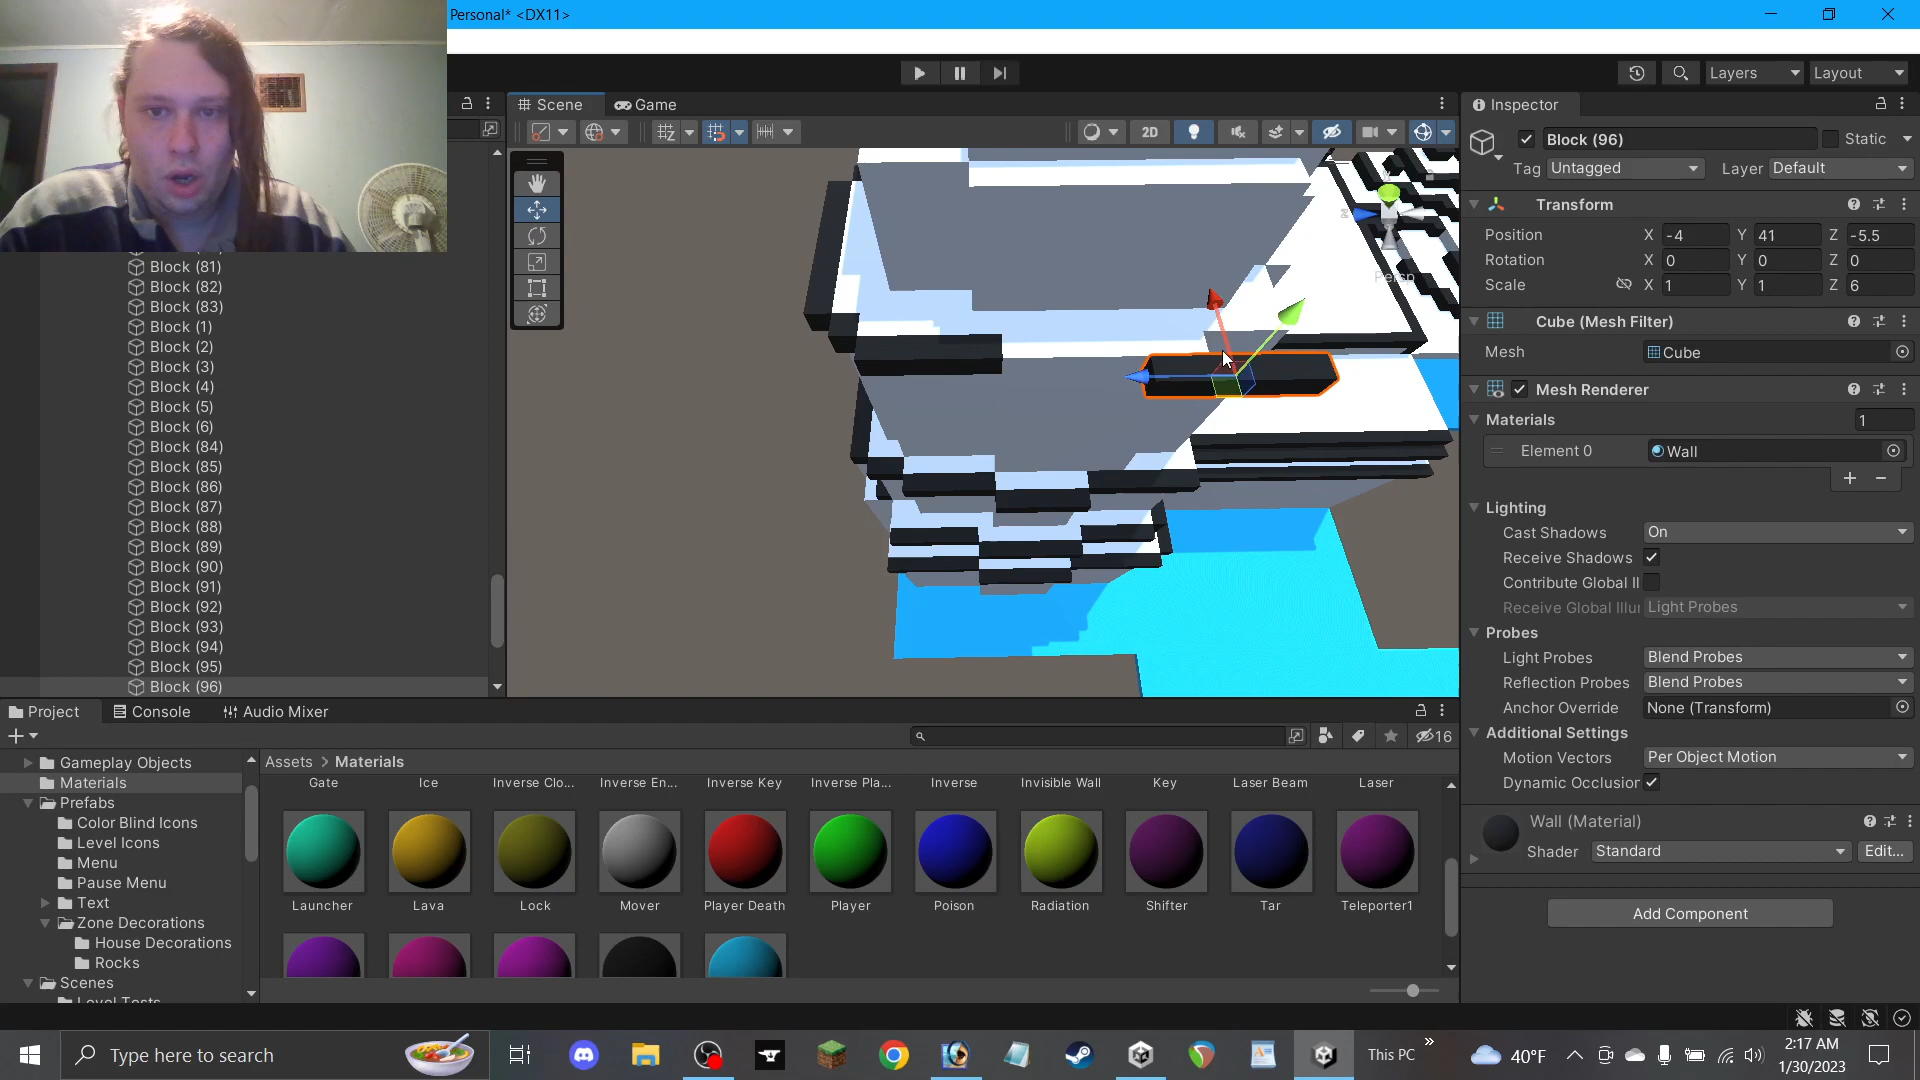 Personal* <DX11>
Layers
Layout
Scene
Game
Inspector
2D
Block (96)
Static
Tag Untagged
Layer Default
Transform
Position X -4 Y 41 Z -5.5
Rotation X 0 Y 0 Z 0
Scale X 1 Y 1 Z 6
Persp
Cube (Mesh Filter)
Mesh Cube
Mesh Renderer
Materials 1
Element 0 Wall
Lighting
Cast Shadows On
Receive Shadows
Contribute Global Il
Receive Global Illur Light Probes
Probes
Light Probes Blend Probes
Reflection Probes Blend Probes
Anchor Override None (Transform)
Additional Settings
Motion Vectors Per Object Motion
Dynamic Occlusion
Wall (Material)
Shader Standard Edit...
Add Component
Block (81)
Block (82)
Block (83)
Block (1)
Block (2)
Block (3)
Block (4)
Block (5)
Block (6)
Block (84)
Block (85)
Block (86)
Block (87)
Block (88)
Block (89)
Block (90)
Block (91)
Block (92)
Block (93)
Block (94)
Block (95)
Block (96)
Project
Console
Audio Mixer
16
Gameplay Objects
Materials
Prefabs
Color Blind Icons
Level Icons
Menu
Pause Menu
Text
Zone Decorations
House Decorations
Rocks
Scenes
Level Tests
Assets > Materials
Gate
Ice
Inverse Clo...
Inverse En...
Inverse Key
Inverse Pla...
Inverse
Invisible Wall
Key
Laser Beam
Laser
Launcher
Lava
Lock
Mover
Player Death
Player
Poison
Radiation
Shifter
Tar
Teleporter1
Type here to search
This PC
40°F
2:17 AM
1/30/2023